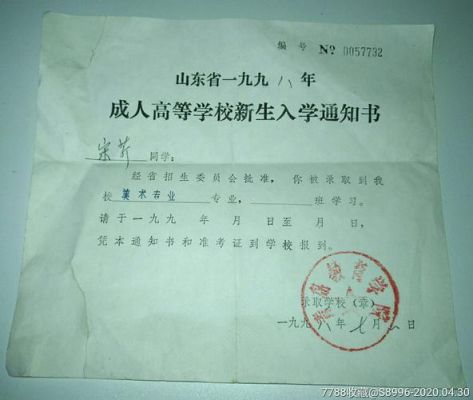 编号 No 0057732
山东省一九九八年
成人高等学校新生入学通知书
同学：
经省招生委员会批准，你被录取到我
校 美术专业 专业，班学习。
请于一九九 年 月 日至 月 日，
凭本通知书和准考证到学校报到。
教育学院
录取学校（章）
一九九八年七月 日
7788收藏@S8996-2020.04.30